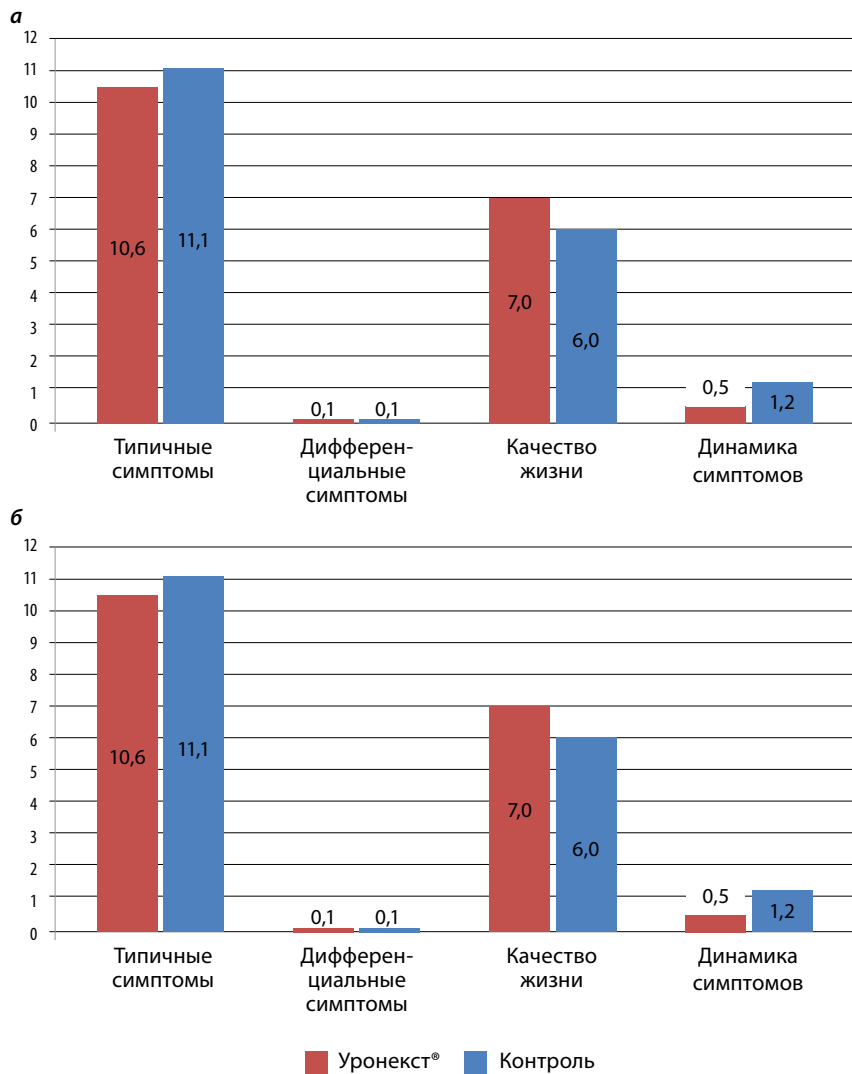 а
12
11
10
9
8
7
6
5
4
3
2
1
0
10,6
11,1
0,1
0,1
7,0
6,0
0,5
1,2
Типичные
симптомы
Дифферен-
циальные
симптомы
Качество
жизни
Динамика
симптомов
б
12
11
10
9
8
7
6
5
4
3
2
1
0
10,6
11,1
0,1
0,1
7,0
6,0
0,5
1,2
Типичные
симптомы
Дифферен-
циальные
симптомы
Качество
жизни
Динамика
симптомов
Уронекст® Контроль